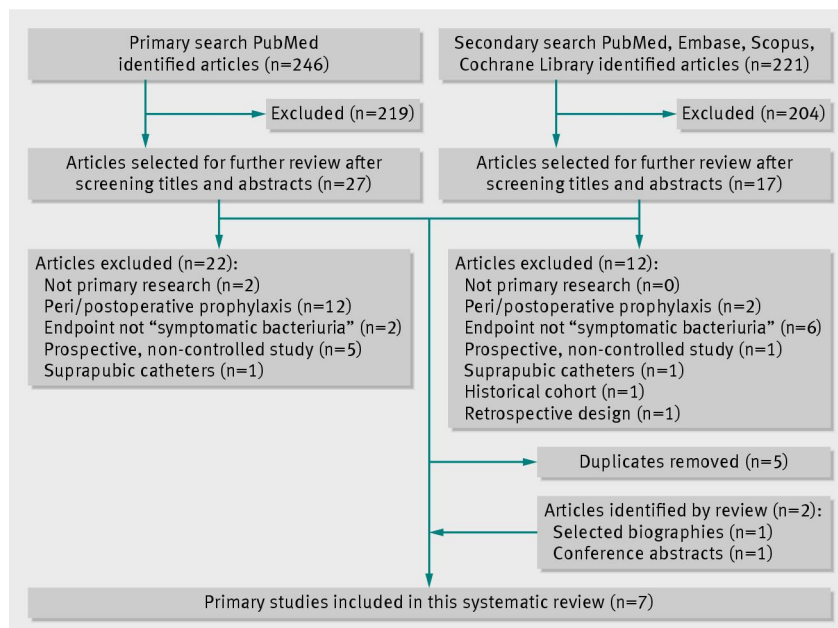 Primary search PubMed
identified articles (n=246)
Secondary search PubMed, Embase, Scopus,
Cochrane Library identified articles (n=221)
Excluded (n=219)
Excluded (n=204)
Articles selected for further review after
screening titles and abstracts (n=27)
Articles selected for further review after
screening titles and abstracts (n=17)
Articles excluded (n=22):
Not primary research (n=2)
Peri/postoperative prophylaxis (n=12)
Endpoint not “symptomatic bacteriuria” (n=2)
Prospective, non-controlled study (n=5)
Suprapubic catheters (n=1)
Articles excluded (n=12):
Not primary research (n=0)
Peri/postoperative prophylaxis (n=2)
Endpoint not “symptomatic bacteriuria” (n=6)
Prospective, non-controlled study (n=1)
Suprapubic catheters (n=1)
Historical cohort (n=1)
Retrospective design (n=1)
Duplicates removed (n=5)
Articles identified by review (n=2):
Selected biographies (n=1)
Conference abstracts (n=1)
Primary studies included in this systematic review (n=7)